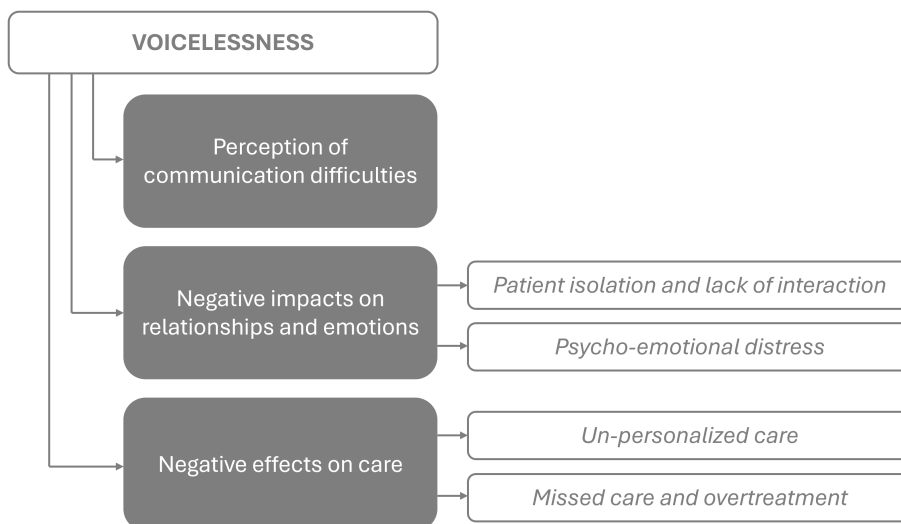 VOICELESSNESS
Perception of
communication difficulties
Negative impacts on
relationships and emotions
Patient isolation and lack of interaction
Psycho-emotional distress
Negative effects on care
Un-personalized care
Missed care and overtreatment